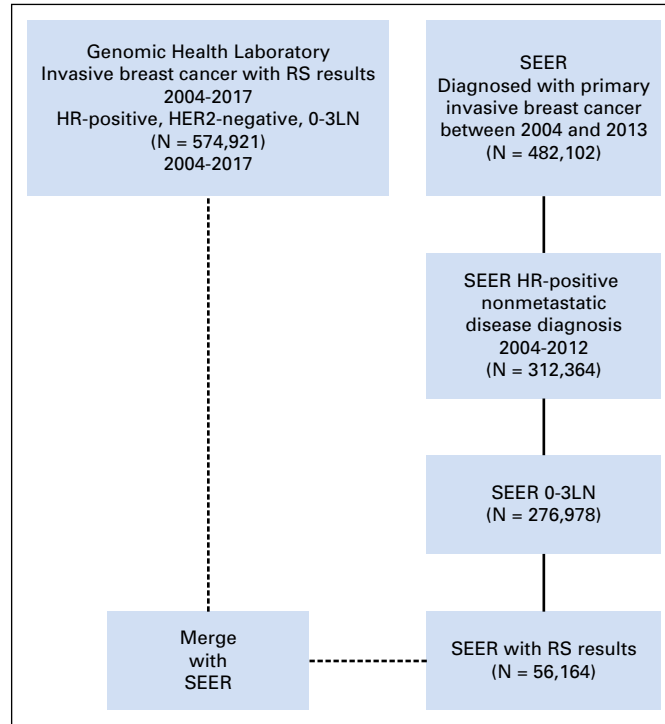 Genomic Health Laboratory
Invasive breast cancer with RS results
2004-2017
HR-positive, HER2-negative, 0-3LN
(N = 574,921)
2004-2017
SEER
Diagnosed with primary
invasive breast cancer
between 2004 and 2013
(N = 482,102)
SEER HR-positive
nonmetastatic
disease diagnosis
2004-2012
(N = 312,364)
SEER 0-3LN
(N = 276,978)
Merge
with
SEER
SEER with RS results
(N = 56,164)